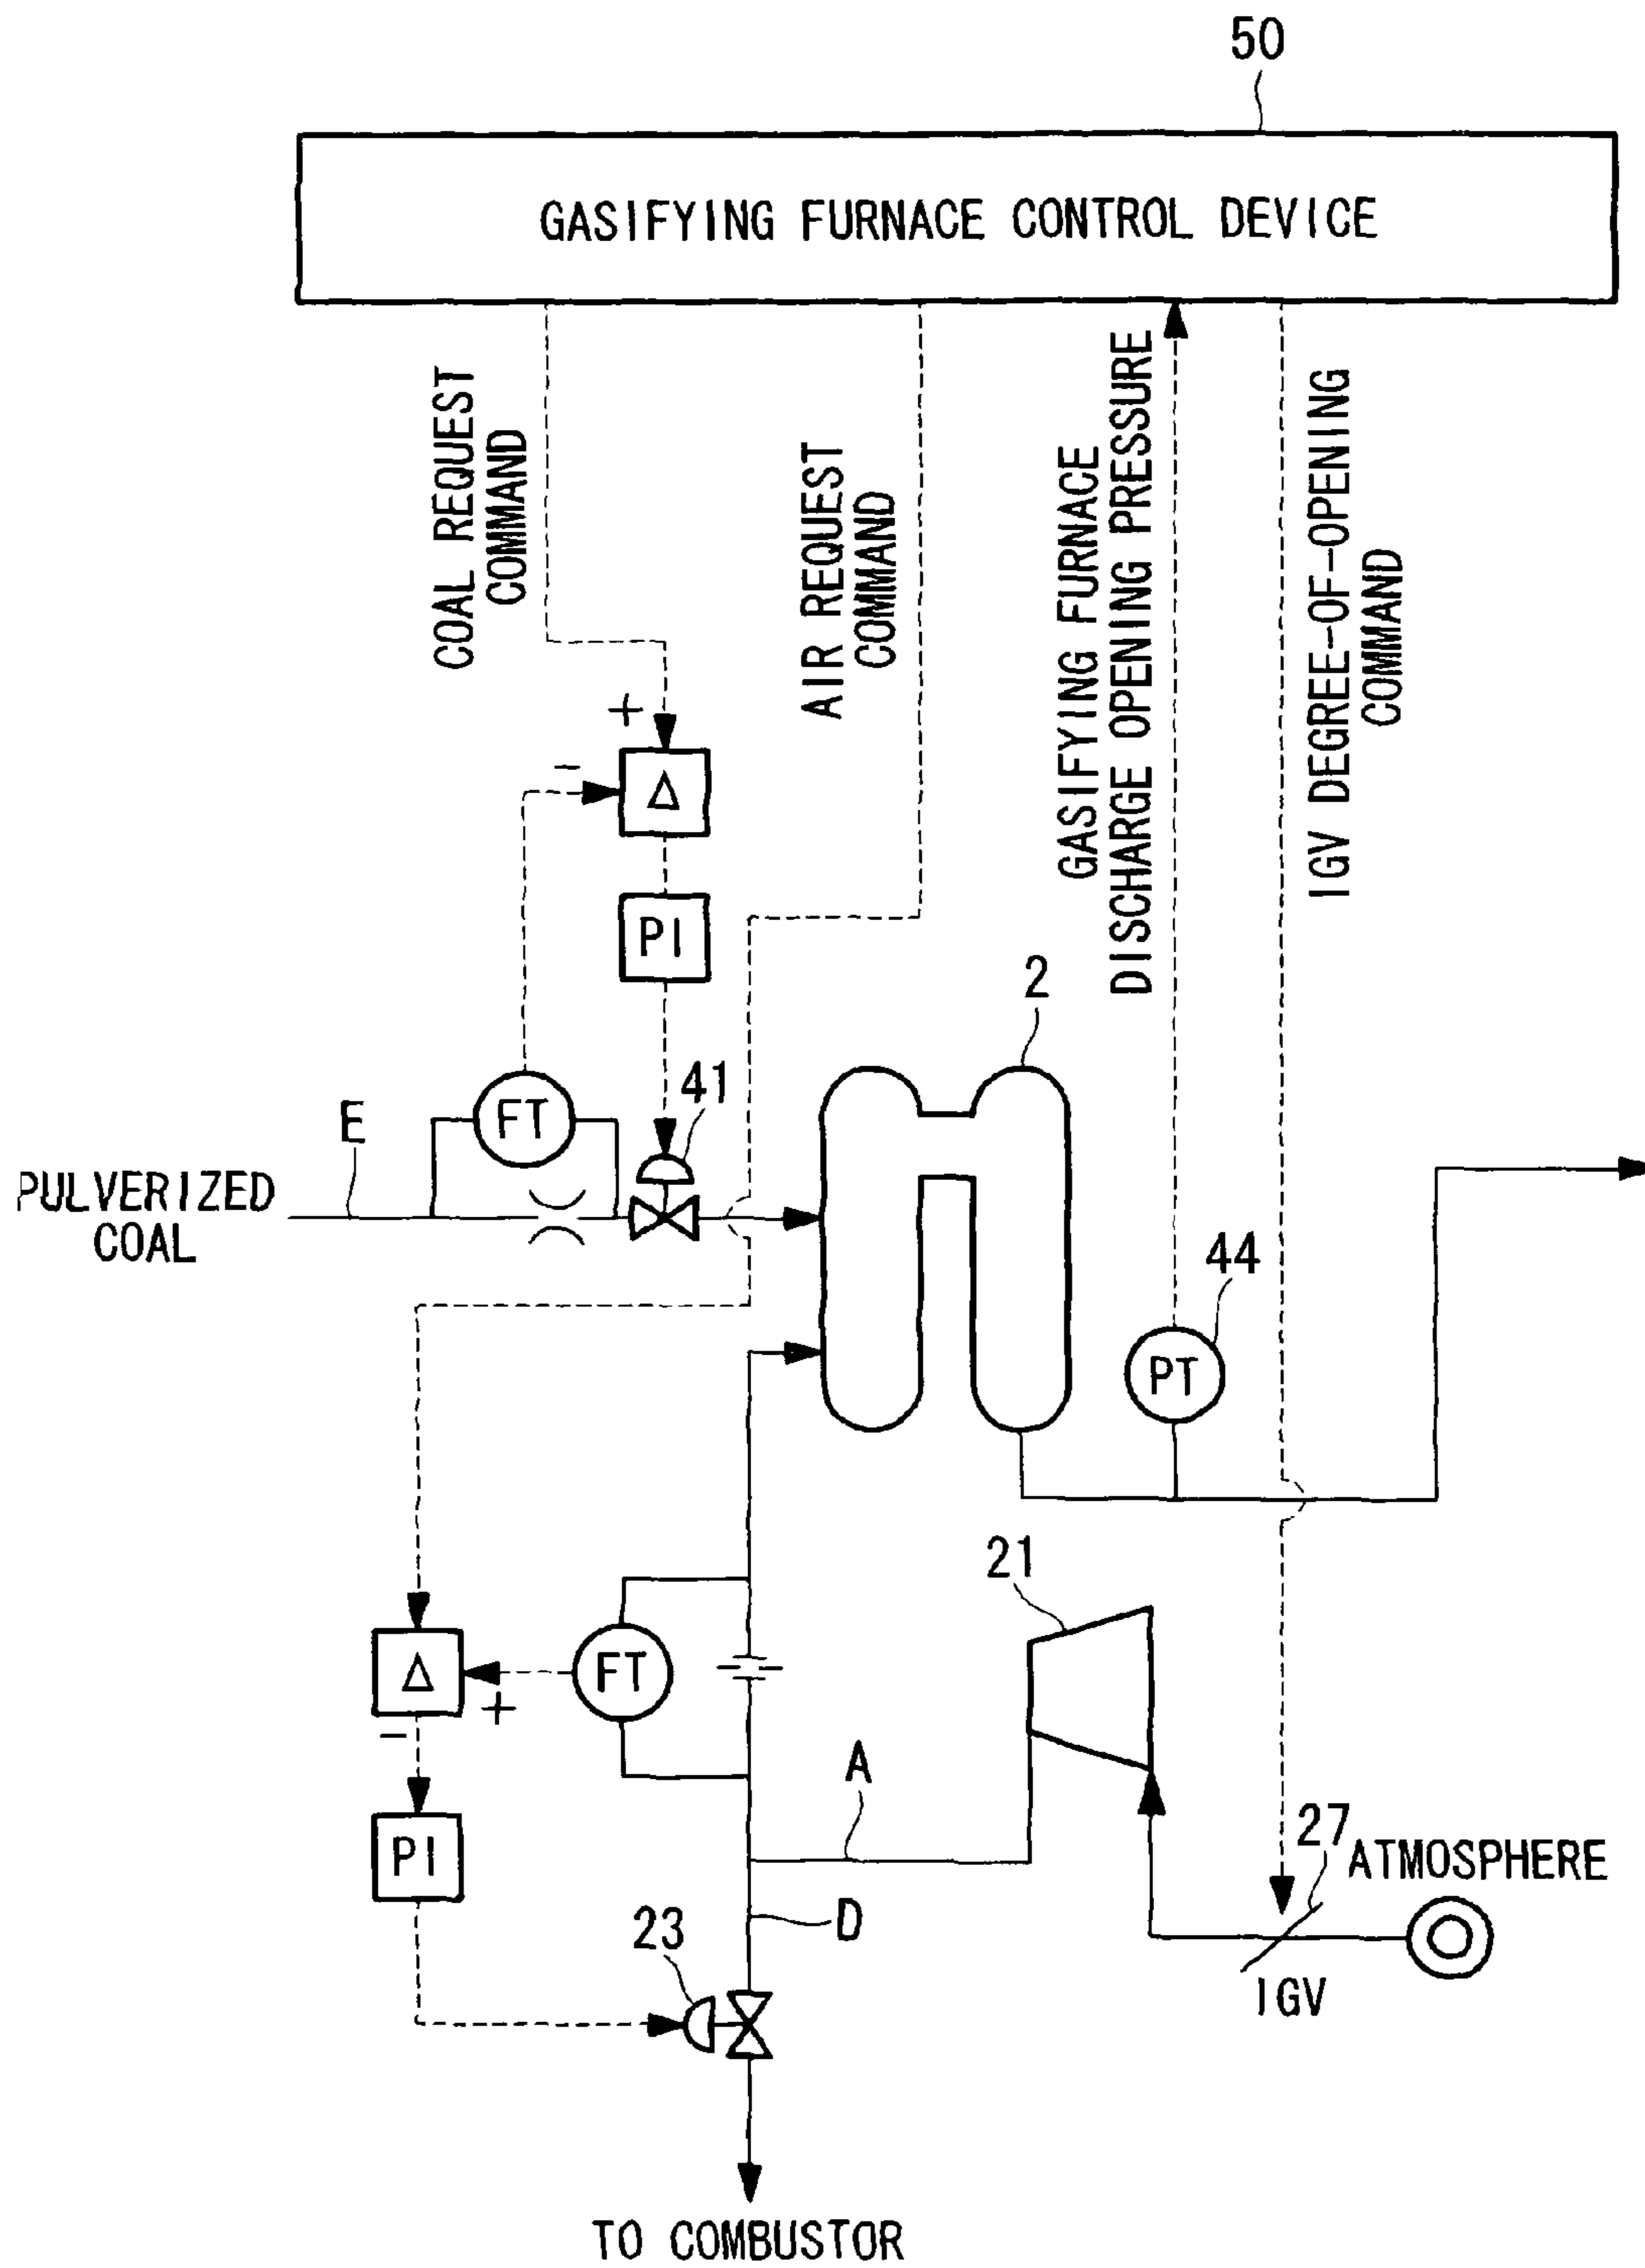 50
GASIFYING FURNACE CONTROL DEVICE
COAL REQUEST
COMMAND
AIR REQUEST
COMMAND
GASIFYING FURNACE
DISCHARGE OPENING PRESSURE
IGV DEGREE-OF-OPENING
COMMAND
+
-
Δ
PI
2
41
E
FT
PULVERIZED
COAL
44
PT
21
Δ
FT
+
-
A
PI
27
ATMOSPHERE
23
D
IGV
TO COMBUSTOR